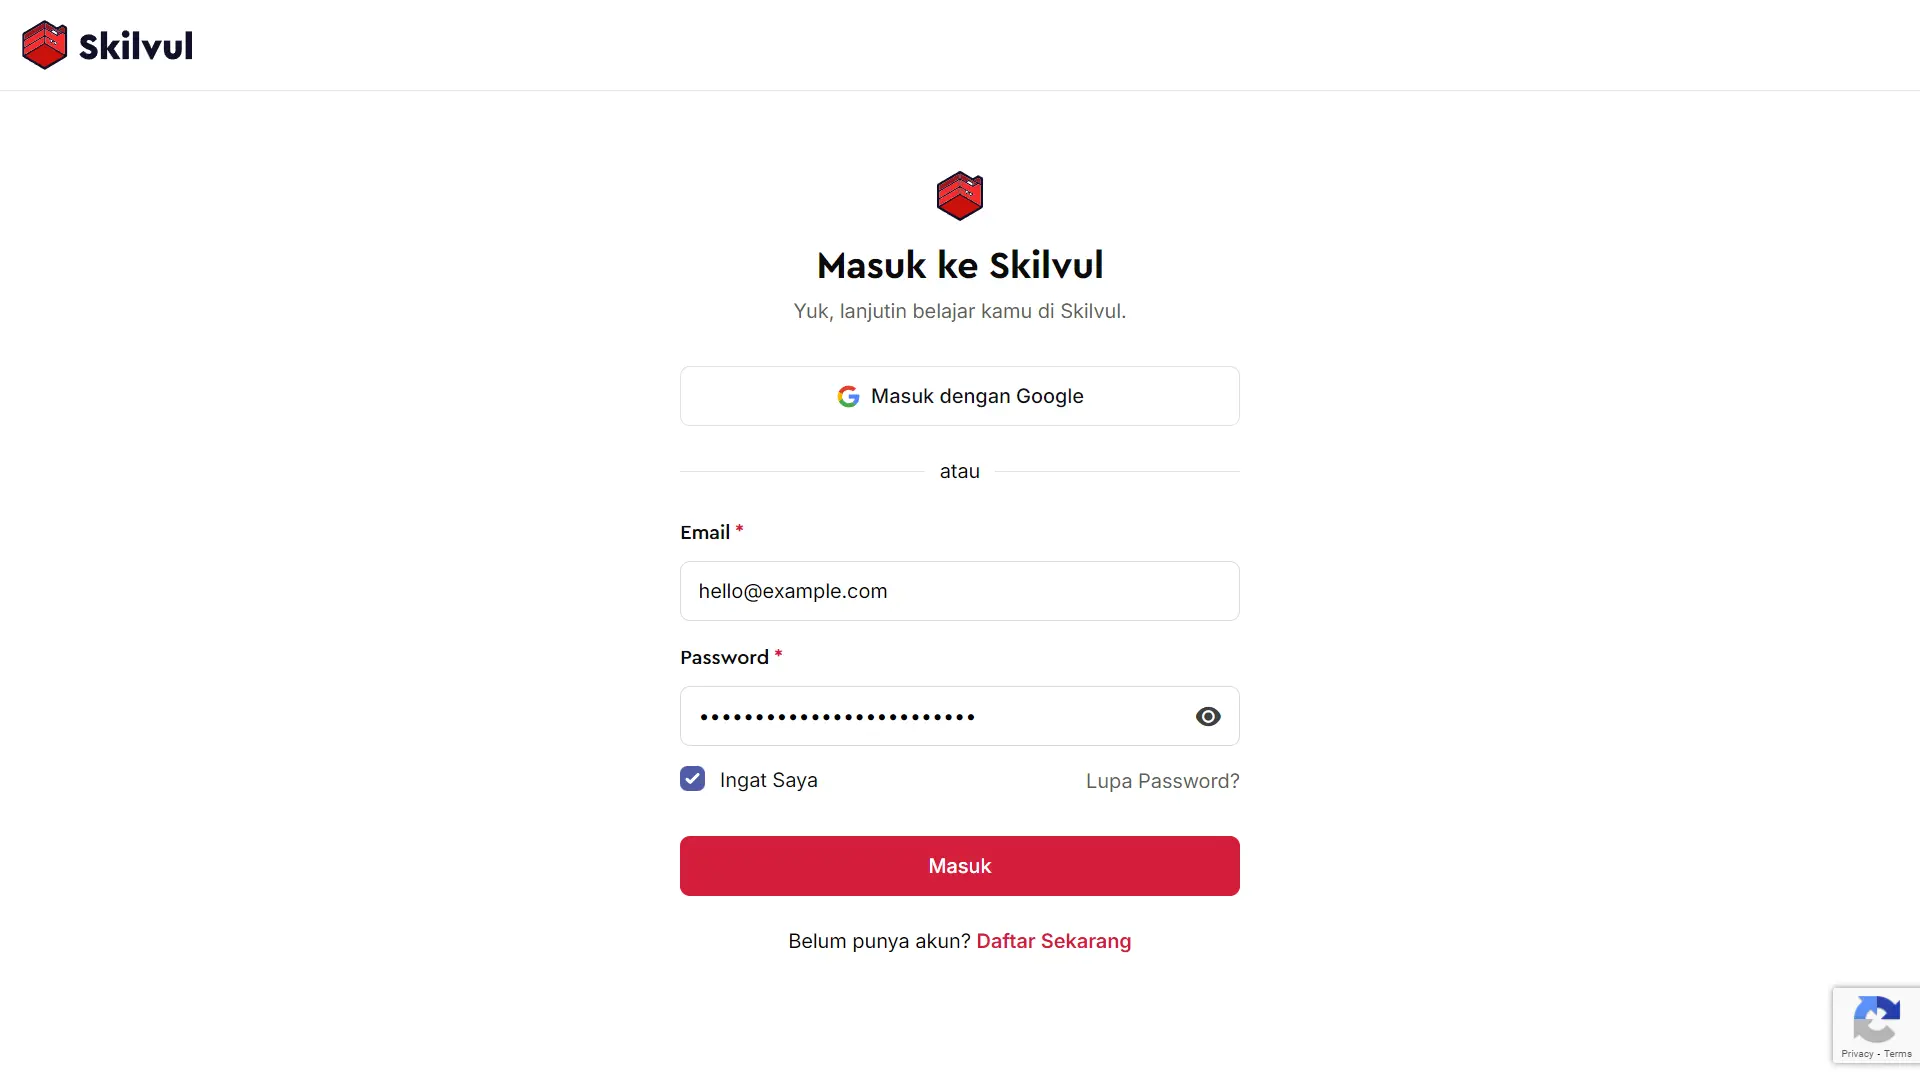 Skilvul
Masuk ke Skilvul
Yuk, lanjutin belajar kamu di Skilvul.
Masuk dengan Google
atau
Email *
hello@example.com
Password *
•••••••••••••••••••••••••
Ingat Saya
Lupa Password?
Masuk
Belum punya akun? Daftar Sekarang
Privacy - Terms